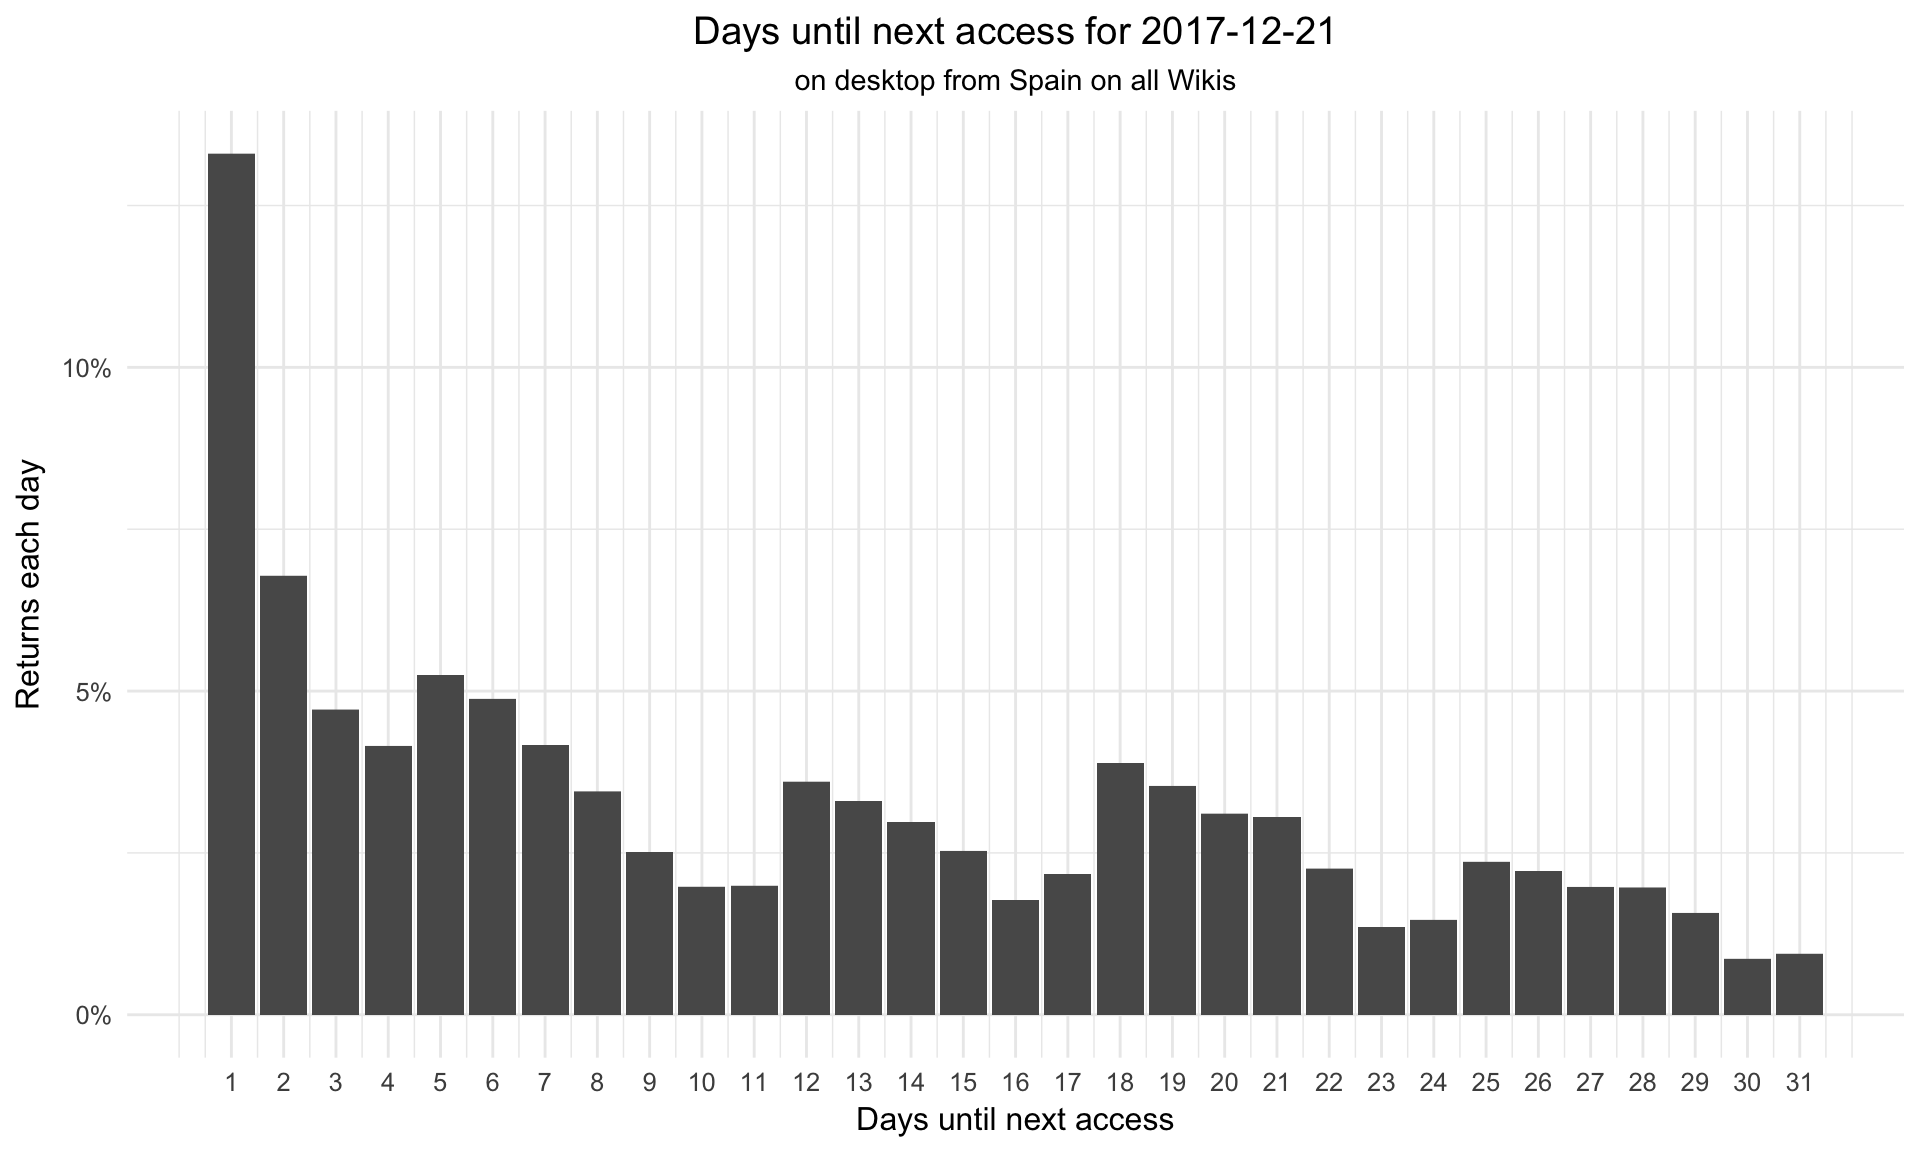 Days until next access for 2017-12-21
on desktop from Spain on all Wikis
Returns each day
10%
5%
0%
1 2 3 4 5 6 7 8 9 10 11 12 13 14 15 16 17 18 19 20 21 22 23 24 25 26 27 28 29 30 31
Days until next access